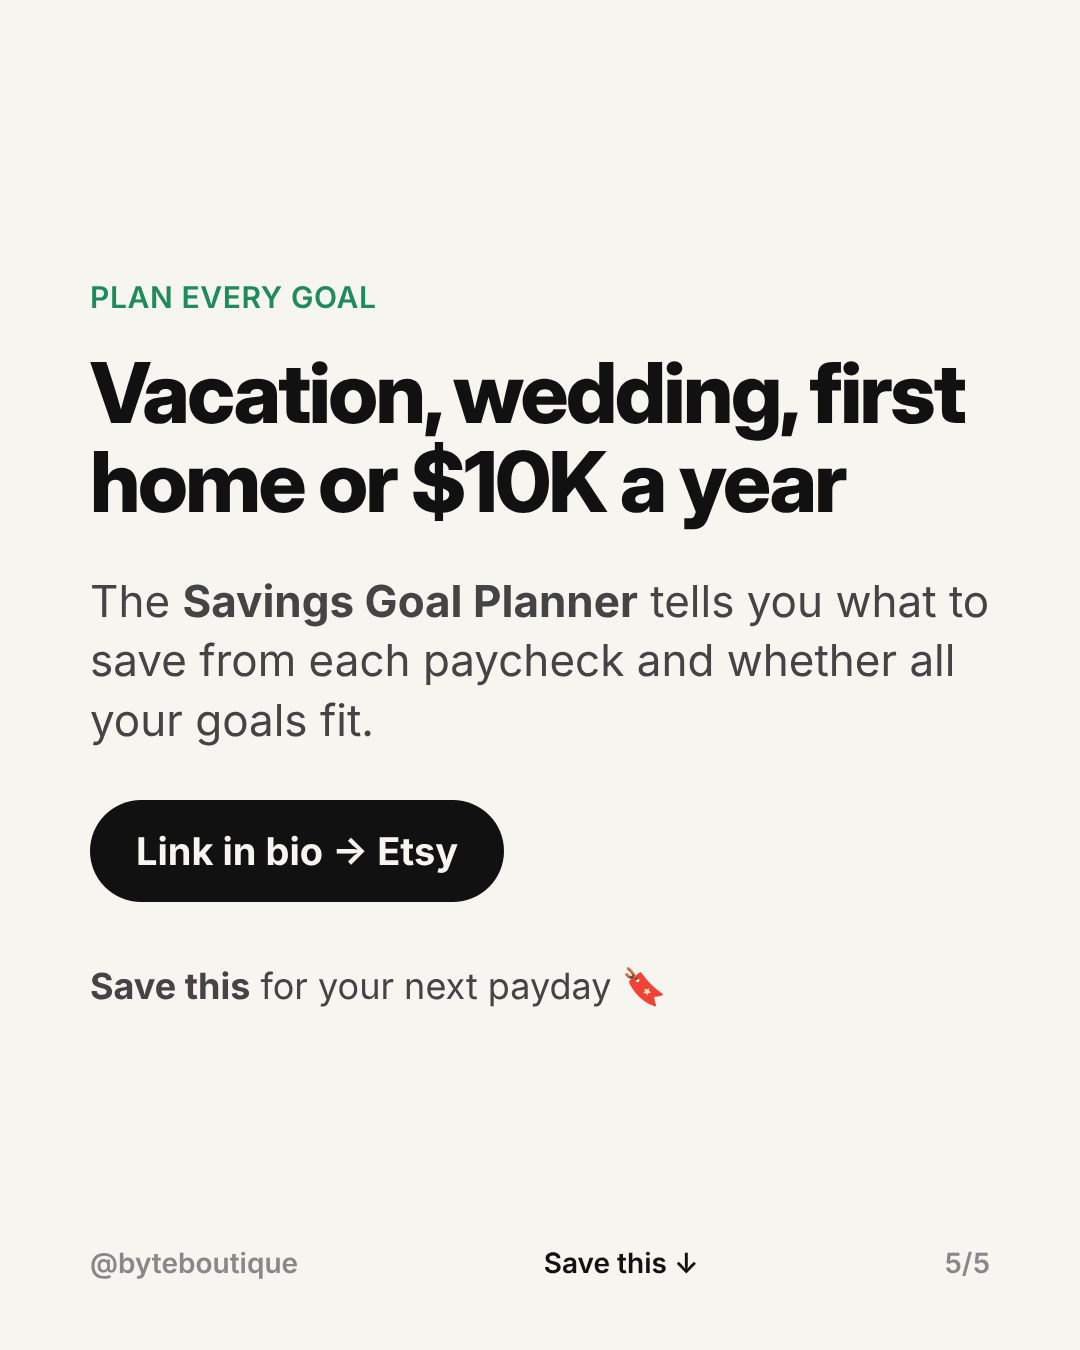 PLAN EVERY GOAL
Vacation, wedding, first
home or $10K a year
The Savings Goal Planner tells you what to
save from each paycheck and whether all
your goals fit.
Link in bio → Etsy
Save this for your next payday 🔖
@byteboutique
Save this ↓
5/5